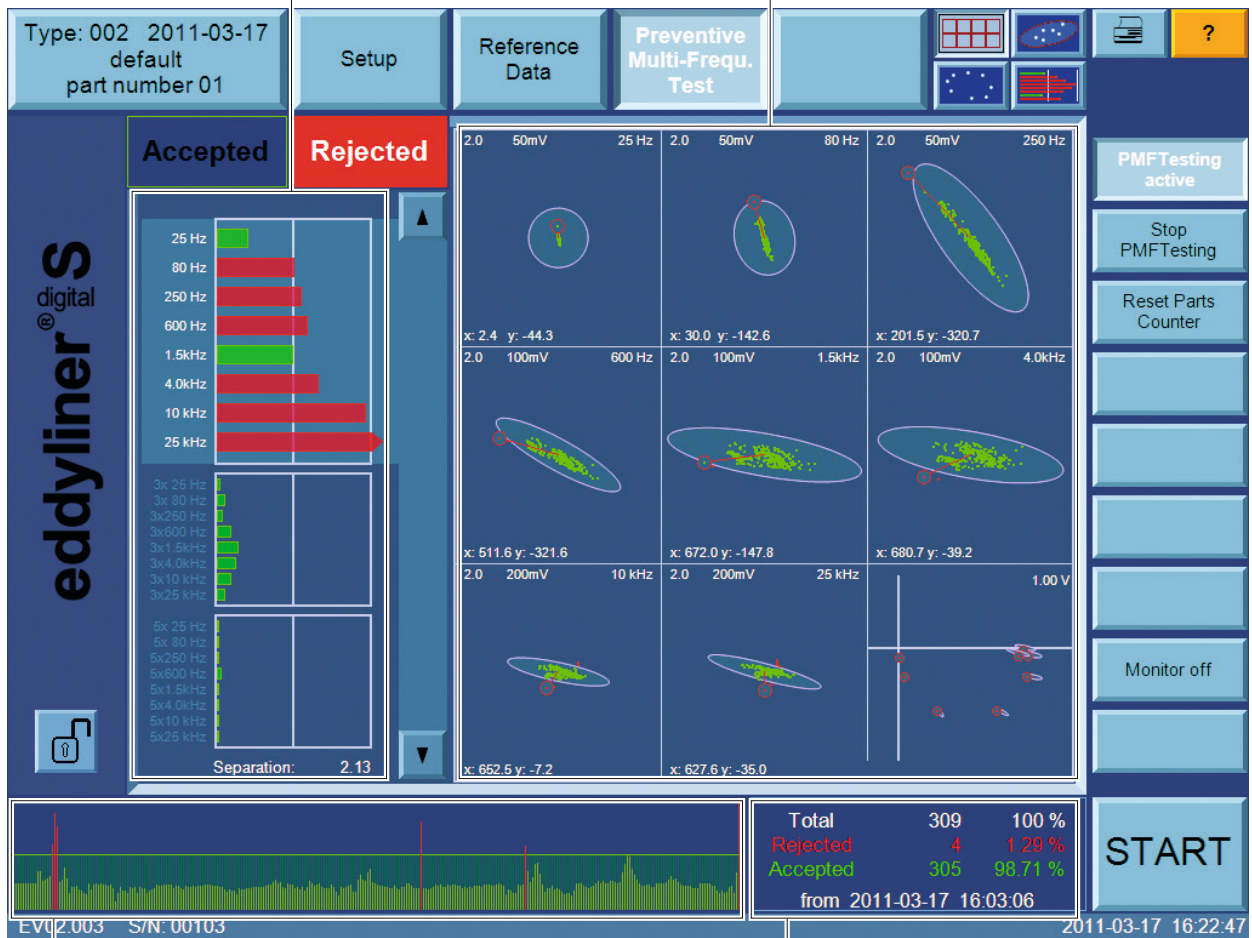 Type: 002 2011-03-17
default
part number 01
Setup
Reference
Data
Preventive
Multi-Frequ.
Test
?
Accepted
Rejected
eddyliner® digital S
25 Hz
80 Hz
250 Hz
600 Hz
1.5kHz
4.0kHz
10 kHz
25 kHz
3x 25 Hz
3x 80 Hz
3x250 Hz
3x600 Hz
3x1.5kHz
3x4.0kHz
3x10 kHz
3x25 kHz
5x 25 Hz
5x 80 Hz
5x250 Hz
5x600 Hz
5x1.5kHz
5x4.0kHz
5x10 kHz
5x25 kHz
Separation: 2.13
2.0 50mV 25 Hz
x: 2.4 y: -44.3
2.0 50mV 80 Hz
x: 30.0 y: -142.6
2.0 50mV 250 Hz
x: 201.5 y: -320.7
2.0 100mV 600 Hz
x: 511.6 y: -321.6
2.0 100mV 1.5kHz
x: 672.0 y: -147.8
2.0 100mV 4.0kHz
x: 680.7 y: -39.2
2.0 200mV 10 kHz
x: 652.5 y: -7.2
2.0 200mV 25 kHz
x: 627.6 y: -35.0
1.00 V
PMFTesting
active
Stop
PMFTesting
Reset Parts
Counter
Monitor off
START
Total 309 100 %
Rejected 4 1.29 %
Accepted 305 98.71 %
from 2011-03-17 16:03:06
EV02.003 S/N: 00103
2011-03-17 16:22:47